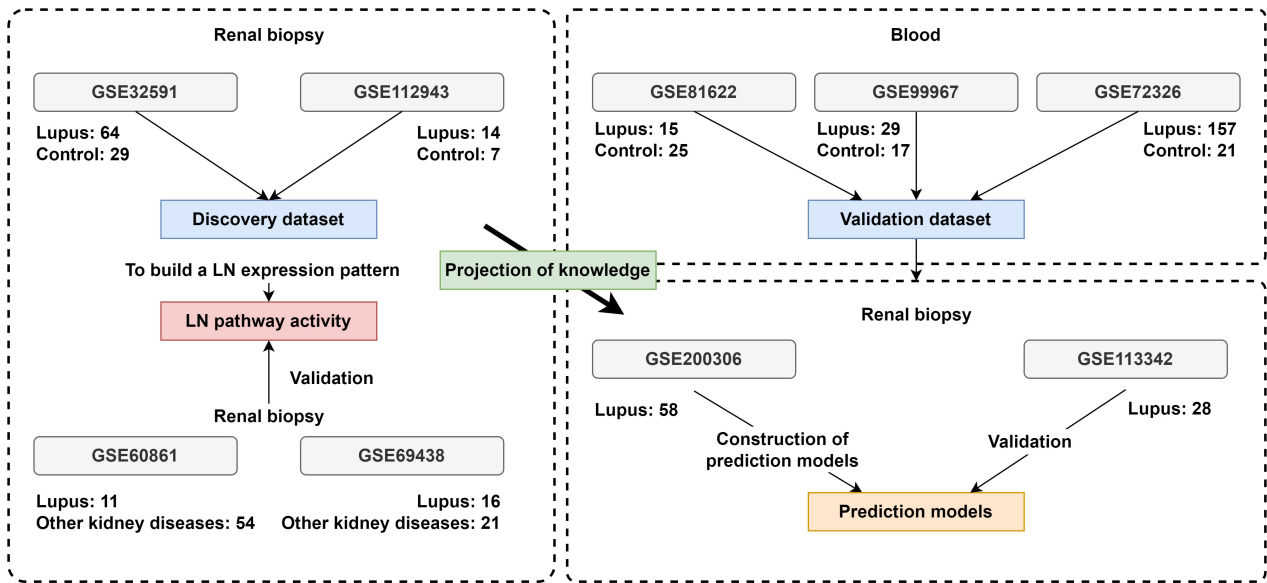 Renal biopsy
GSE32591
GSE112943
Lupus: 64
Control: 29
Lupus: 14
Control: 7
Discovery dataset
To build a LN expression pattern
LN pathway activity
Validation
Renal biopsy
GSE60861
GSE69438
Lupus: 11
Other kidney diseases: 54
Lupus: 16
Other kidney diseases: 21
Projection of knowledge
Blood
GSE81622
GSE99967
GSE72326
Lupus: 15
Control: 25
Lupus: 29
Control: 17
Lupus: 157
Control: 21
Validation dataset
Renal biopsy
GSE200306
GSE113342
Lupus: 58
Lupus: 28
Construction of
prediction models
Validation
Prediction models